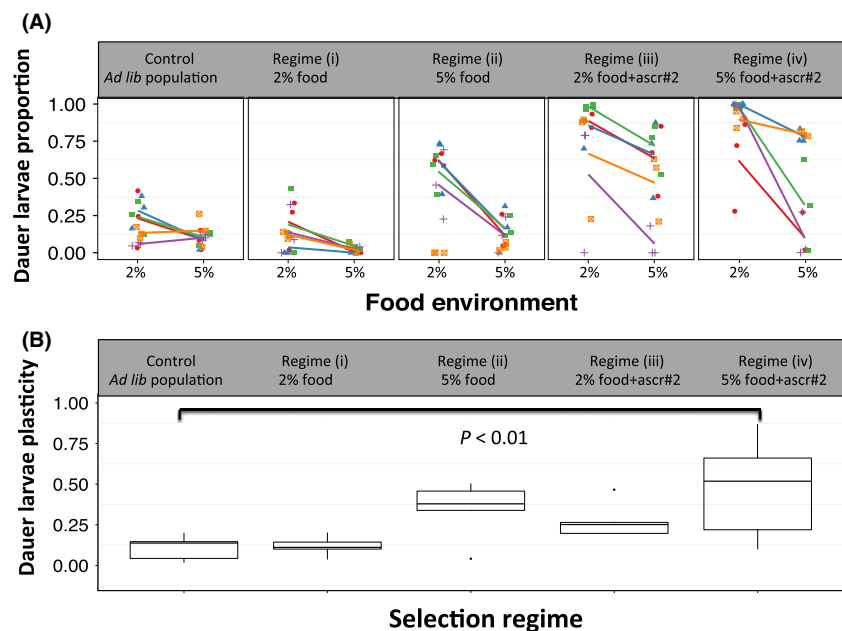 (A)
Control
Ad lib population
Regime (i)
2% food
Regime (ii)
5% food
Regime (iii)
2% food+ascr#2
Regime (iv)
5% food+ascr#2
Dauer larvae proportion
1.00
0.75
0.50
0.25
0.00
2% 5% 2% 5% 2% 5% 2% 5% 2% 5%
Food environment
(B)
Control
Ad lib population
Regime (i)
2% food
Regime (ii)
5% food
Regime (iii)
2% food+ascr#2
Regime (iv)
5% food+ascr#2
Dauer larvae plasticity
1.00
0.75
0.50
0.25
0.00
P < 0.01
Selection regime